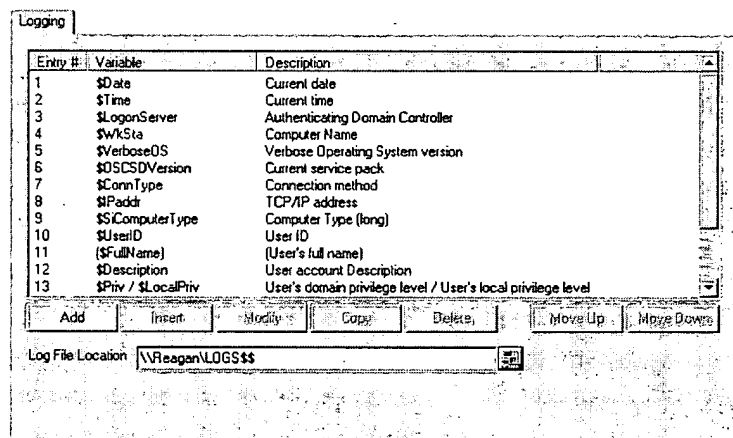 Logging
Entry # Variable Description
1 $Date Current date
2 $Time Current time
3 $LogonServer Authenticating Domain Controller
4 $WkSta Computer Name
5 $VerboseOS Verbose Operating System version
6 $OSCSDVersion Current service pack
7 $ConnType Connection method
8 $IPaddr TCP/IP address
9 $SiComputerType Computer Type (long)
10 $UserID User ID
11 ($FullName) (User's full name)
12 $Description User account Description
13 $Priv / $LocalPriv User's domain privilege level / User's local privilege level
Add Insert Modify Copy Delete Move Up Move Down
Log File Location \\Reagan\LOGS$$